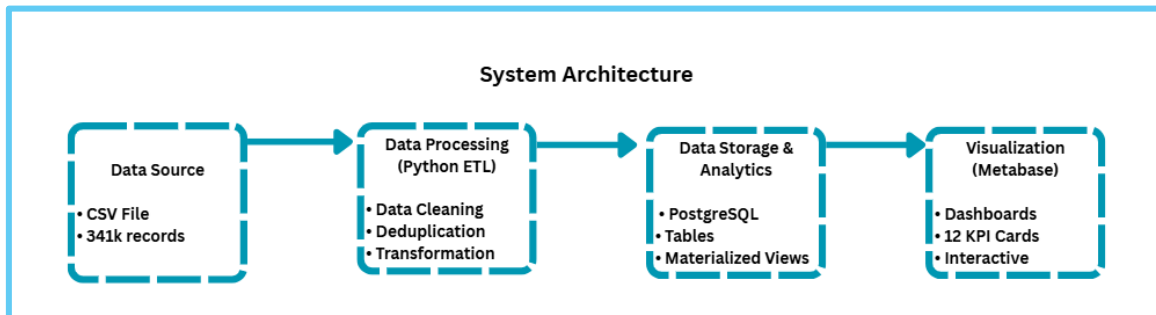 System Architecture
Data Source
• CSV File
• 341k records
Data Processing
(Python ETL)
• Data Cleaning
• Deduplication
• Transformation
Data Storage &
Analytics
• PostgreSQL
• Tables
• Materialized Views
Visualization
(Metabase)
• Dashboards
• 12 KPI Cards
• Interactive